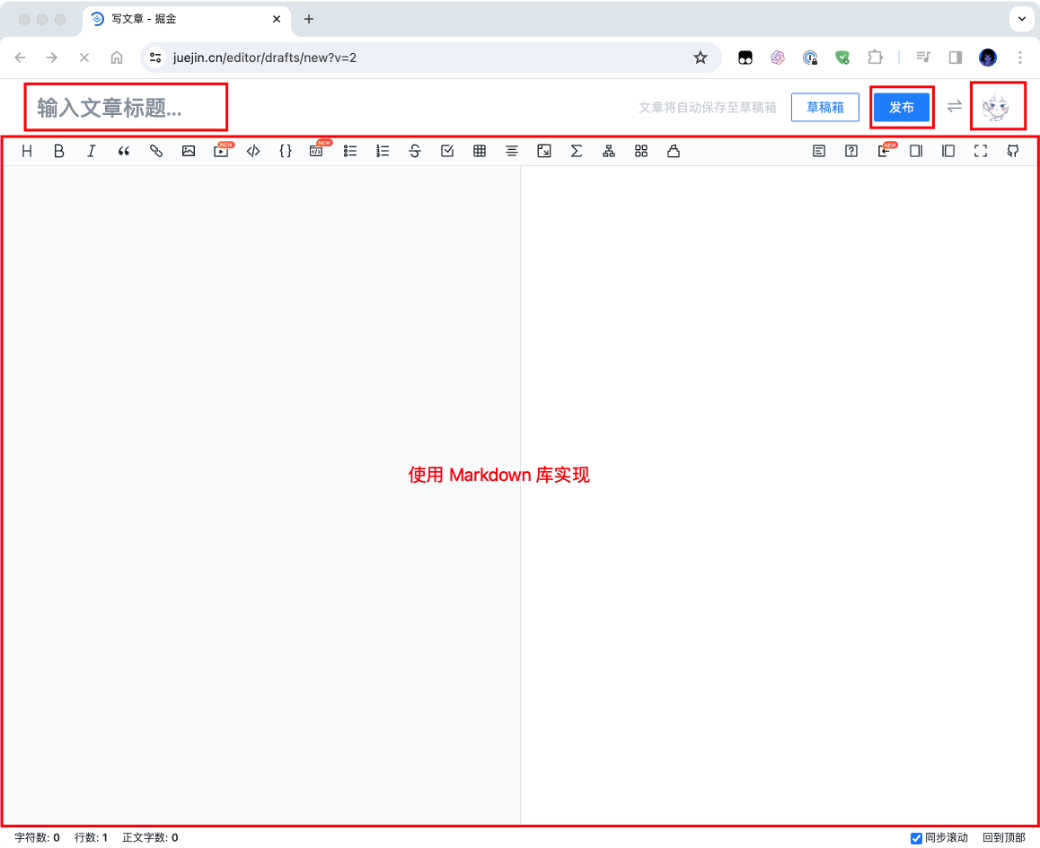 写文章 - 掘金
juejin.cn/editor/drafts/new?v=2
输入文章标题...
文章将自动保存至草稿箱
草稿箱
发布
H B I NEW NEW NEW
使用 Markdown 库实现
字符数: 0 行数: 1 正文字数: 0
同步滚动 回到顶部